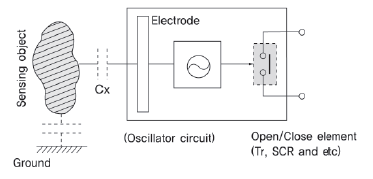 Electrode
Sensing object
Cx
(Oscillator circuit)
Open/Close element
(Tr, SCR and etc)
Ground